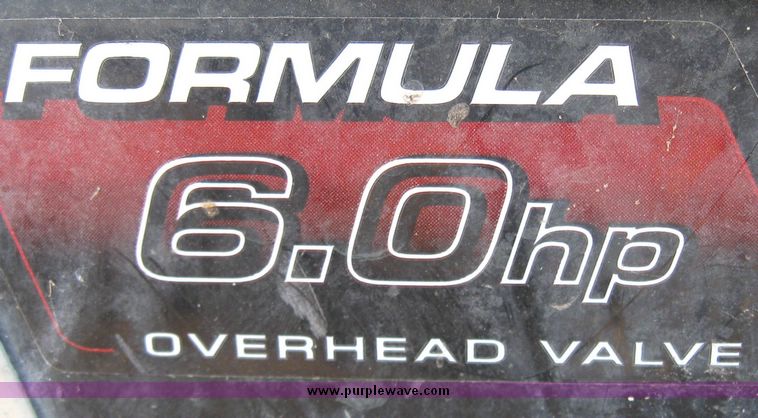 FORMULA
6.0hp
OVERHEAD VALVE
www.purplewave.com